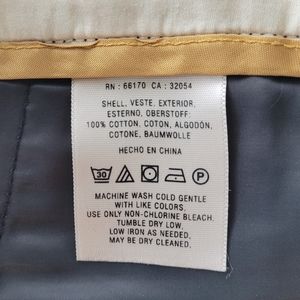 RN : 66170 CA : 32054
SHELL, VESTE, EXTERIOR,
ESTERNO, OBERSTOFF:
100% COTTON, COTON, ALGODÓN,
COTONE, BAUMWOLLE
HECHO EN CHINA
30 P
MACHINE WASH COLD GENTLE
WITH LIKE COLORS.
USE ONLY NON-CHLORINE BLEACH.
TUMBLE DRY LOW.
LOW IRON AS NEEDED.
MAY BE DRY CLEANED.